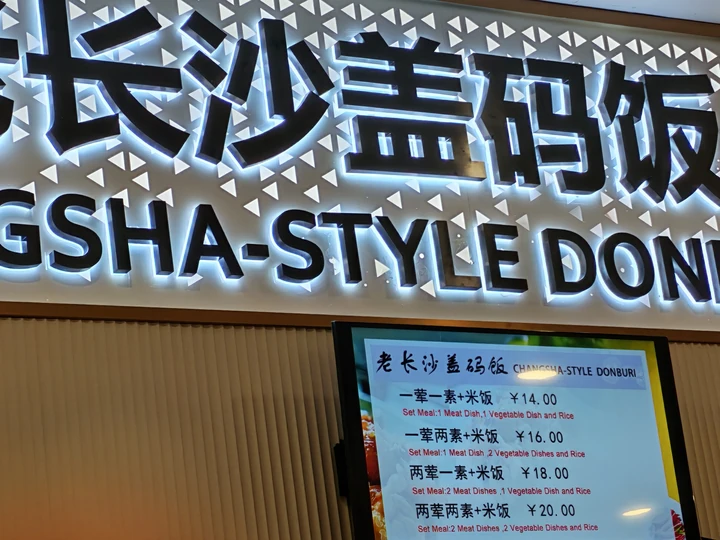 长沙盖码饭
GSHA-STYLE DON
老长沙盖码饭 CHANGSHA-STYLE DONBURI
一荤一素+米饭 ¥14.00
Set Meal:1 Meat Dish,1 Vegetable Dish and Rice
一荤两素+米饭 ¥16.00
Set Meal:1 Meat Dish ,2 Vegetable Dishes and Rice
两荤一素+米饭 ¥18.00
Set Meal:2 Meat Dishes ,1 Vegetable Dish and Rice
两荤两素+米饭 ¥20.00
Set Meal:2 Meat Dishes ,2 Vegetable Dishes and Rice